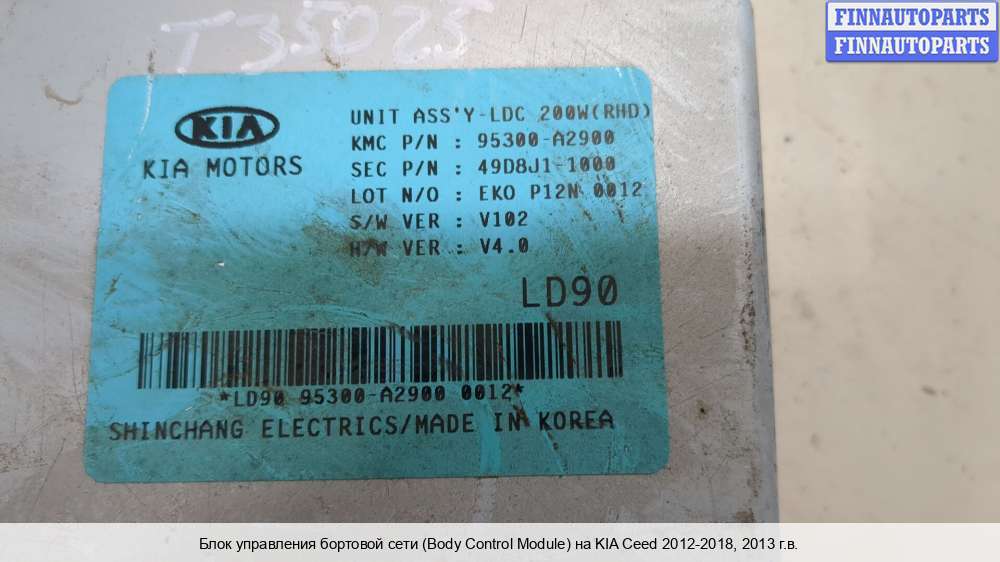 FINNAUTOPARTS
FINNAUTOPARTS
T35025
KIA
KIA MOTORS
UNIT ASS'Y-LDC 200W(RHD)
KMC P/N : 95300-A2900
SEC P/N : 49D8J1-1000
LOT N/O : EKO P12N 0012
S/W VER : V102
H/W VER : V4.0
LD90
*LD90 95300-A2900 0012*
SHINCHANG ELECTRICS/MADE IN KOREA
Блок управления бортовой сети (Body Control Module) на KIA Ceed 2012-2018, 2013 г.в.